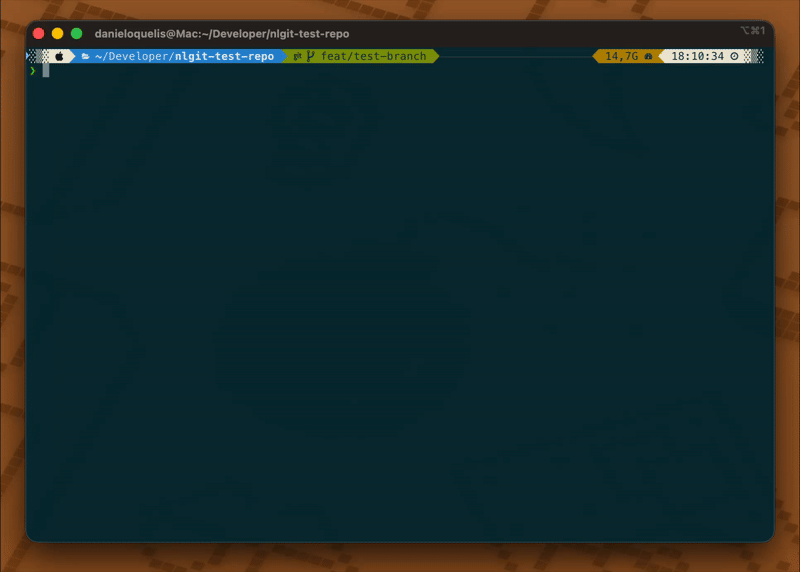 danieloquelis@Mac:~/Developer/nlgit-test-repo
⌥⌘1
~/Developer/nlgit-test-repo feat/test-branch 14,7G 18:10:34
❯